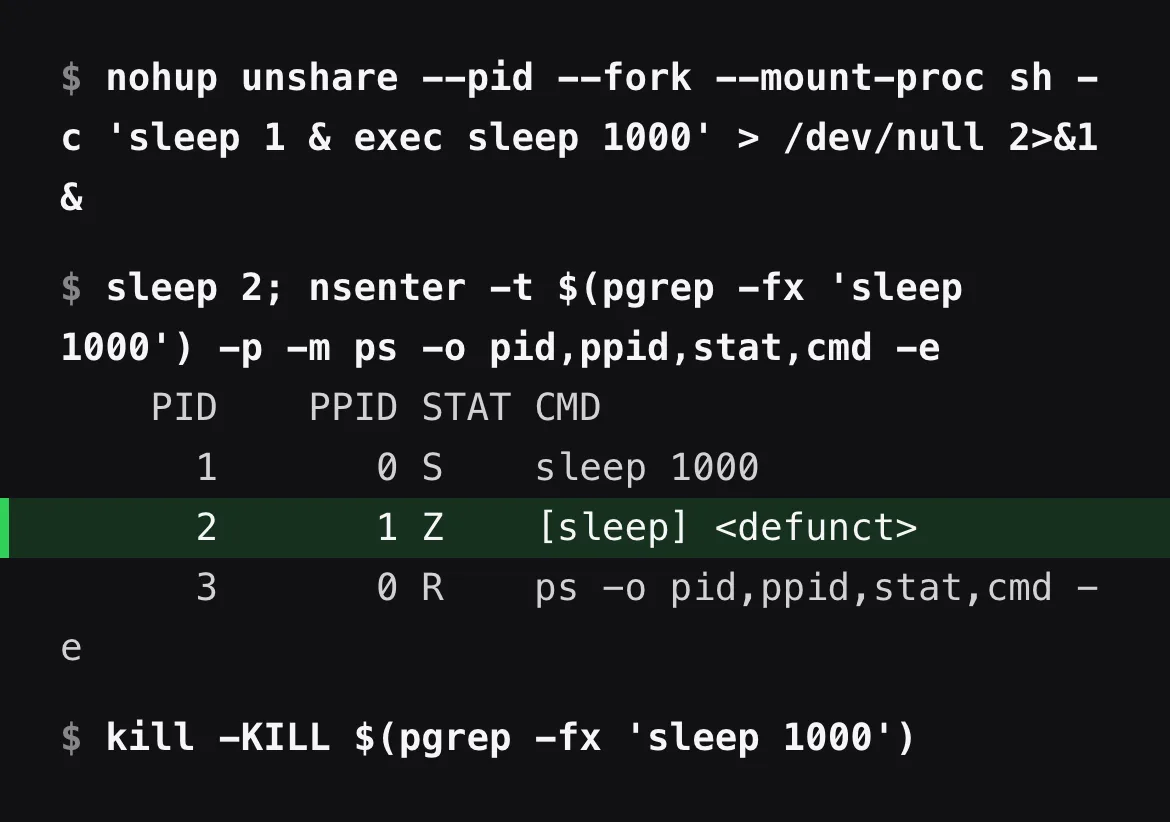 $ nohup unshare --pid --fork --mount-proc sh -
c 'sleep 1 & exec sleep 1000' > /dev/null 2>&1
&
$ sleep 2; nsenter -t $(pgrep -fx 'sleep
1000') -p -m ps -o pid,ppid,stat,cmd -e
    PID    PPID STAT CMD
      1       0 S    sleep 1000
      2       1 Z    [sleep] <defunct>
      3       0 R    ps -o pid,ppid,stat,cmd -
e
$ kill -KILL $(pgrep -fx 'sleep 1000')